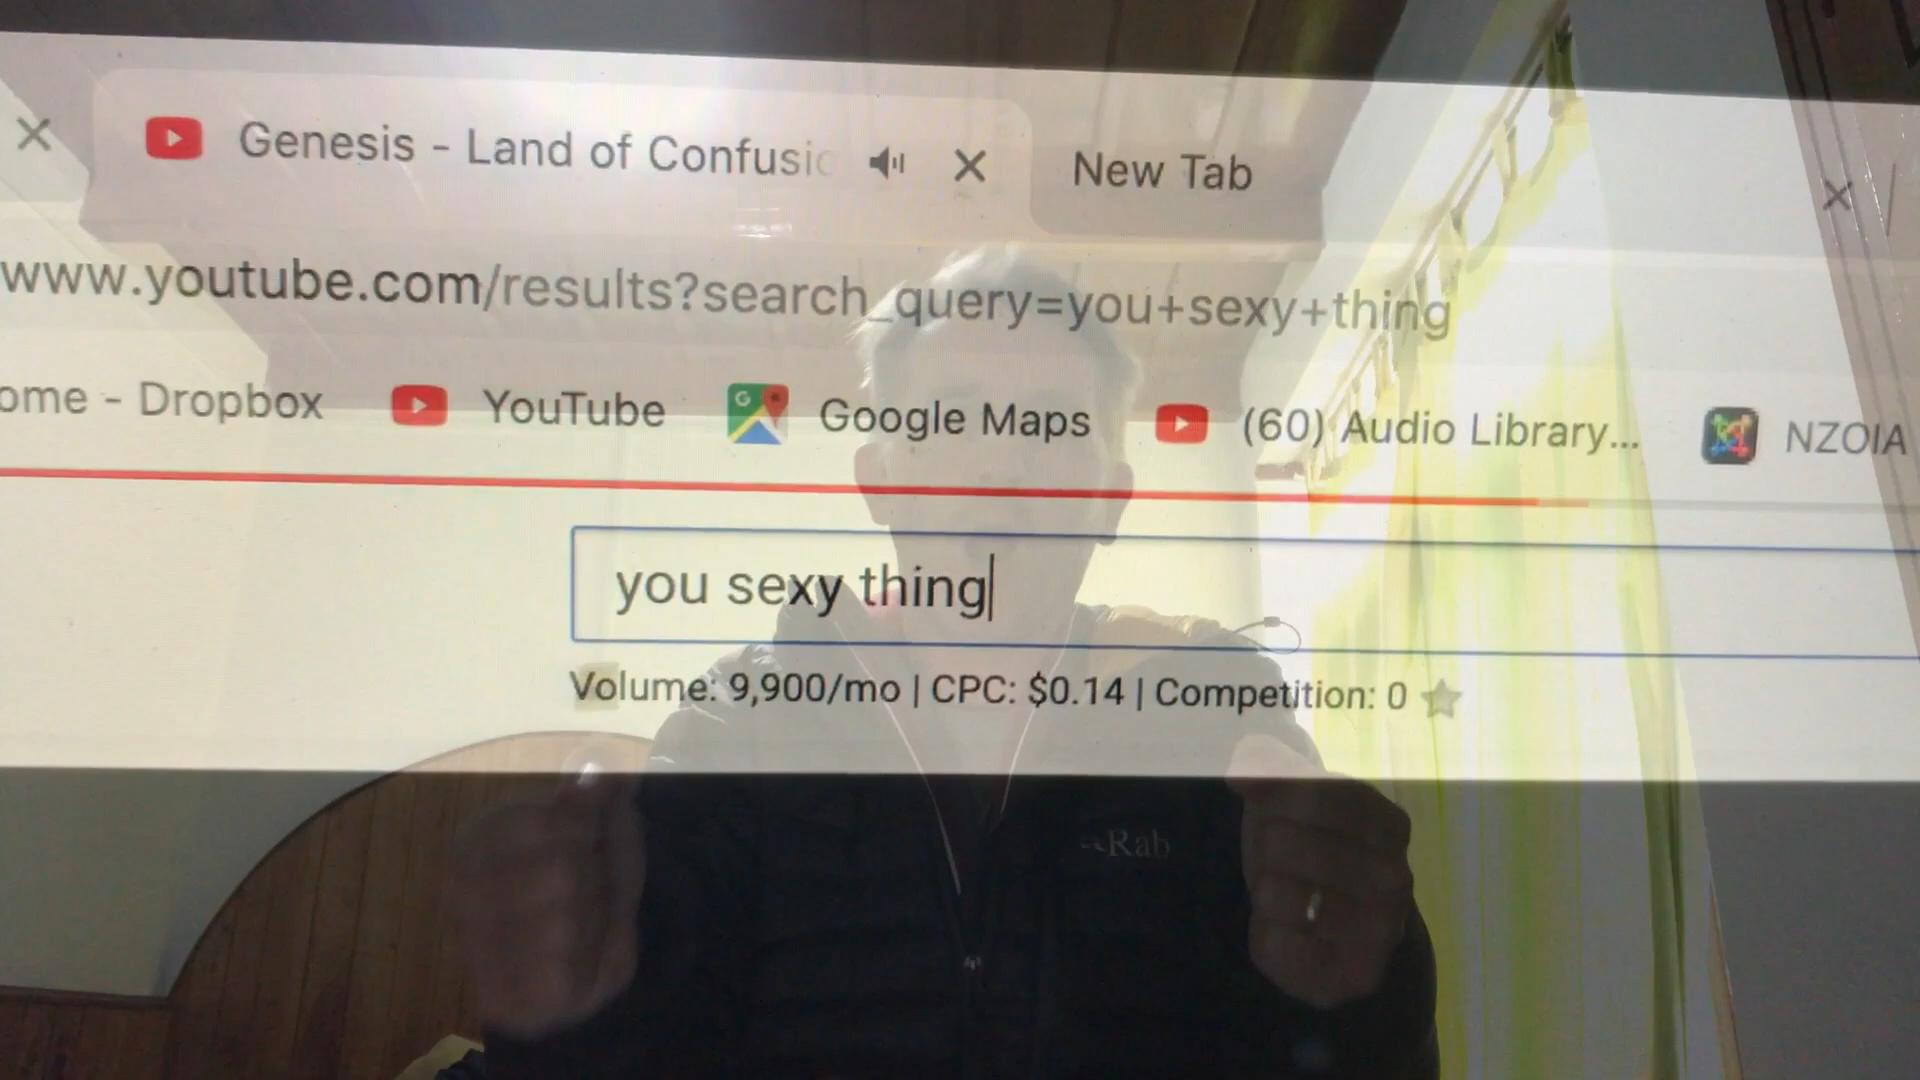 Genesis - Land of Confusio
New Tab
www.youtube.com/results?search_query=you+sexy+thing
ome - Dropbox YouTube Google Maps (60) Audio Library... NZOIA
you sexy thing
Volume: 9,900/mo | CPC: $0.14 | Competition: 0
Rab